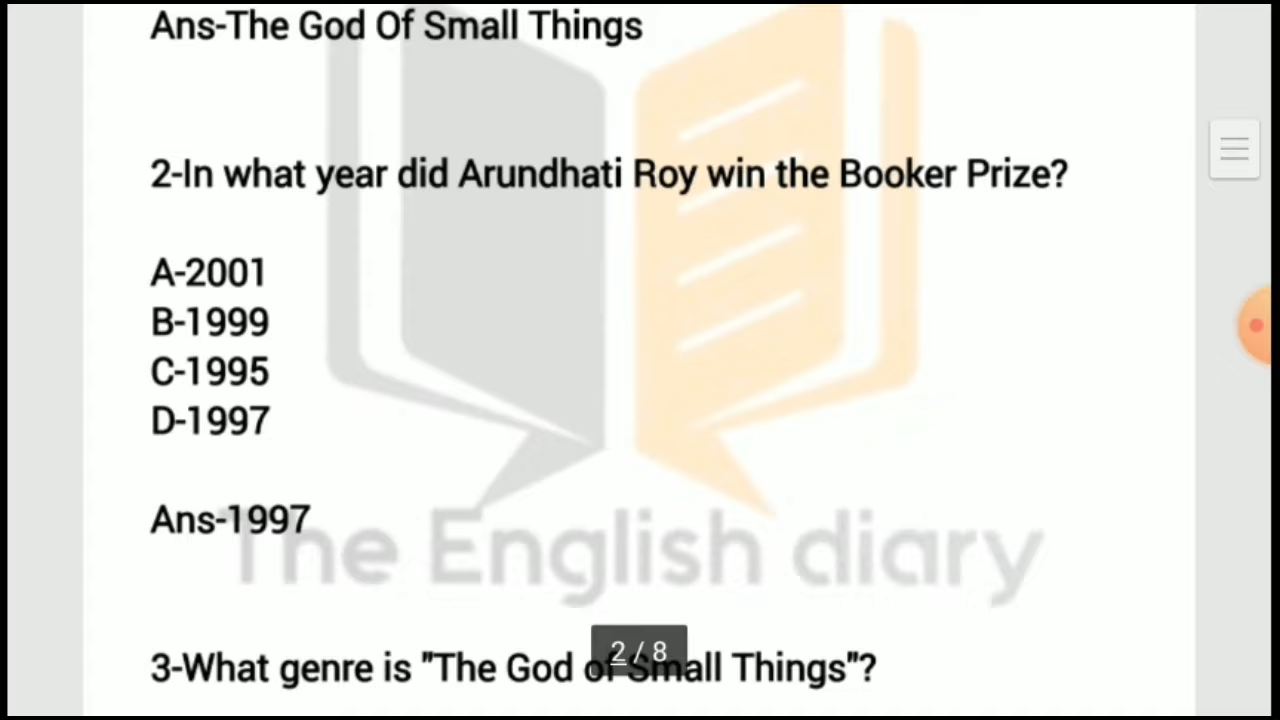 Ans-The God Of Small Things
2-In what year did Arundhati Roy win the Booker Prize?
A-2001
B-1999
C-1995
D-1997
Ans-1997
The English diary
2 / 8
3-What genre is "The God of Small Things"?